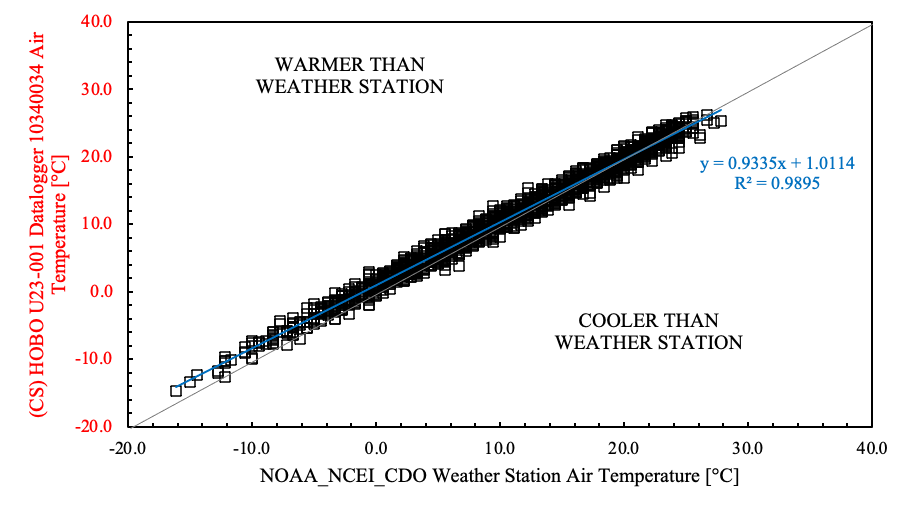 40.0
30.0
20.0
10.0
0.0
-10.0
-20.0
(CS) HOBO U23-001 Datalogger 10340034 Air
Temperature [°C]
WARMER THAN
WEATHER STATION
y = 0.9335x + 1.0114
R² = 0.9895
COOLER THAN
WEATHER STATION
-20.0 -10.0 0.0 10.0 20.0 30.0 40.0
NOAA_NCEI_CDO Weather Station Air Temperature [°C]